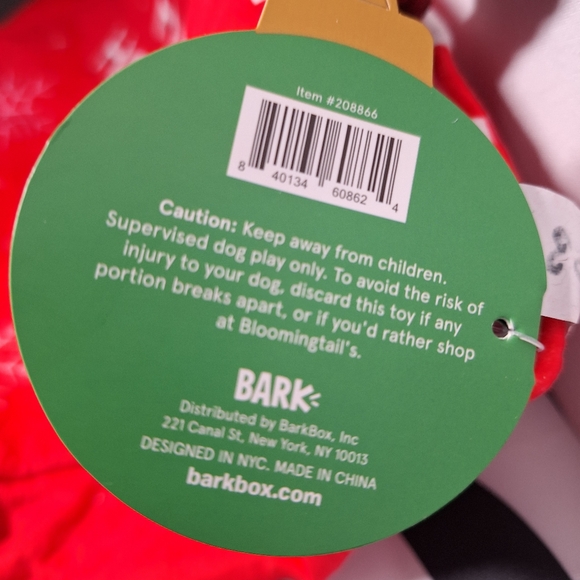 Item #208866
8 40134 60862 4
Caution: Keep away from children.
Supervised dog play only. To avoid the risk of
injury to your dog, discard this toy if any
portion breaks apart, or if you'd rather shop
at Bloomingtail's.
BARK
Distributed by BarkBox, Inc
221 Canal St, New York, NY 10013
DESIGNED IN NYC. MADE IN CHINA
barkbox.com